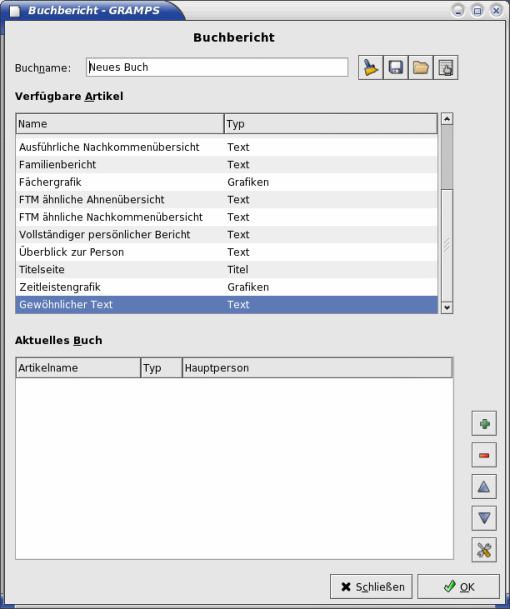 Buchbericht - GRAMPS
Buchbericht
Buchname: Neues Buch
Verfügbare Artikel
Name Typ
Ausführliche Nachkommenübersicht Text
Familienbericht Text
Fächergrafik Grafiken
FTM ähnliche Ahnenübersicht Text
FTM ähnliche Nachkommenübersicht Text
Vollständiger persönlicher Bericht Text
Überblick zur Person Text
Titelseite Titel
Zeitleistengrafik Grafiken
Gewöhnlicher Text Text
Aktuelles Buch
Artikelname Typ Hauptperson
Schließen OK